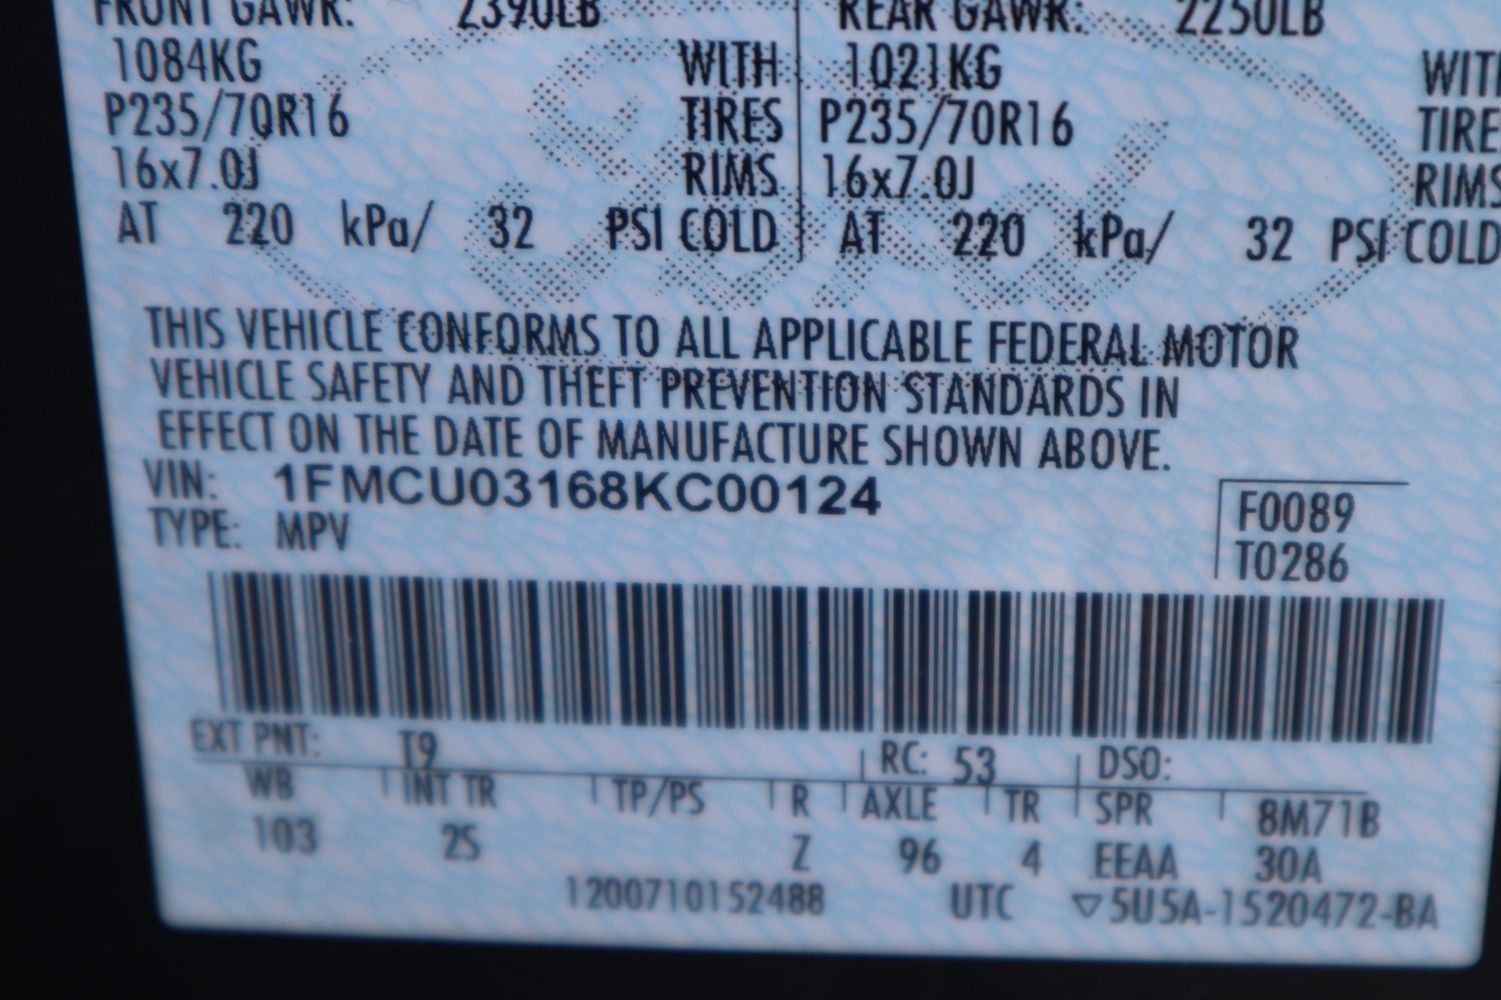 FRONT GAWR: 2390LB REAR GAWR: 2250LB
1084KG WITH 1021KG WITH
P235/70R16 TIRES P235/70R16 TIRES
16x7.0J RIMS 16x7.0J RIMS
AT 220 kPa/ 32 PSI COLD AT 220 kPa/ 32 PSI COLD
THIS VEHICLE CONFORMS TO ALL APPLICABLE FEDERAL MOTOR
VEHICLE SAFETY AND THEFT PREVENTION STANDARDS IN
EFFECT ON THE DATE OF MANUFACTURE SHOWN ABOVE.
VIN: 1FMCU03168KC00124
TYPE: MPV
F0089
T0286
EXT PNT: T9 RC: 53 DSO:
WB INT TR TP/PS R AXLE TR SPR 8M71B
103 2S Z 96 4 EEAA 30A
1200710152488 UTC ▽5U5A-1520472-BA